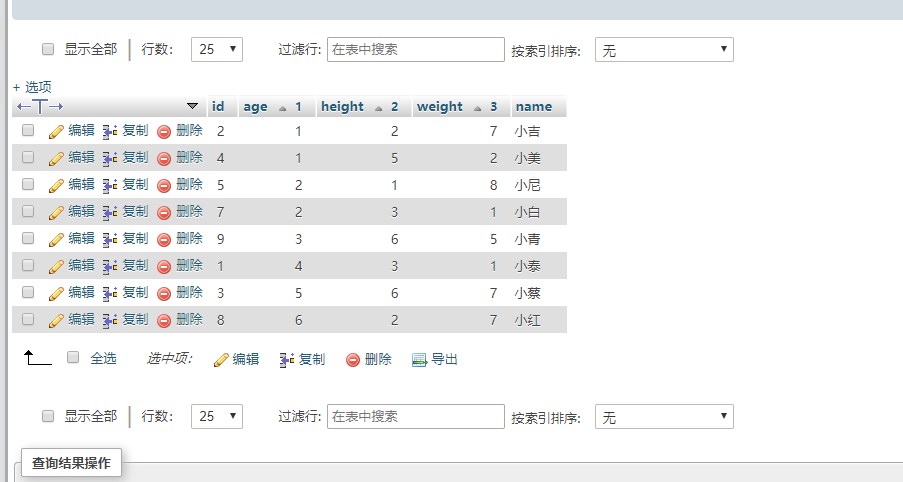 显示全部 行数: 25 过滤行: 在表中搜索 按索引排序: 无
+ 选项
←T→ id age 1 height 2 weight 3 name
编辑 复制 删除 2 1 2 7 小吉
编辑 复制 删除 4 1 5 2 小美
编辑 复制 删除 5 2 1 8 小尼
编辑 复制 删除 7 2 3 1 小白
编辑 复制 删除 9 3 6 5 小青
编辑 复制 删除 1 4 3 1 小泰
编辑 复制 删除 3 5 6 7 小蔡
编辑 复制 删除 8 6 2 7 小红
全选 选中项: 编辑 复制 删除 导出
显示全部 行数: 25 过滤行: 在表中搜索 按索引排序: 无
查询结果操作